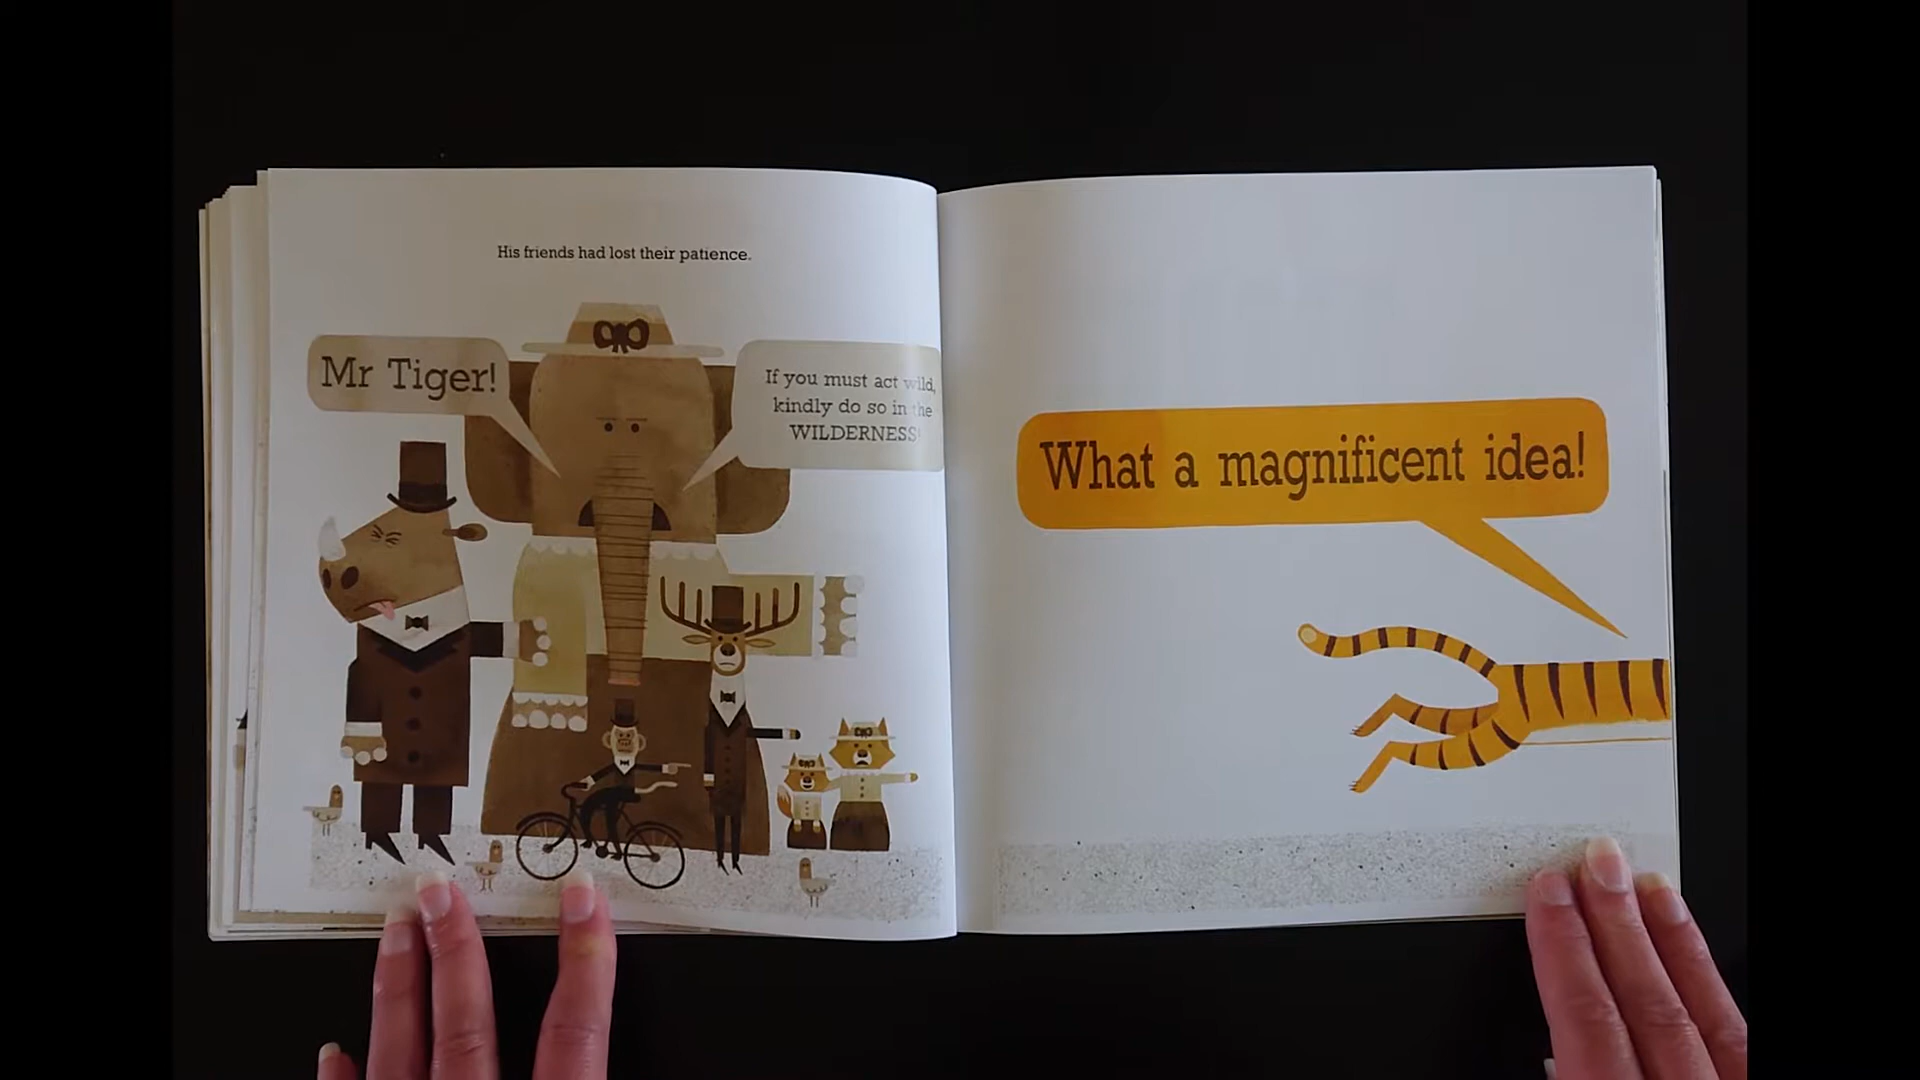 His friends had lost their patience.
Mr Tiger!
If you must act wild,
kindly do so in the
WILDERNESS!
What a magnificent idea!